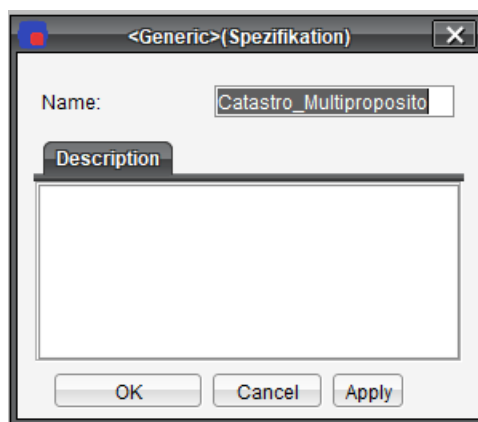 <Generic>(Spezifikation)
Name:
Catastro_Multiproposito
Description
OK Cancel Apply